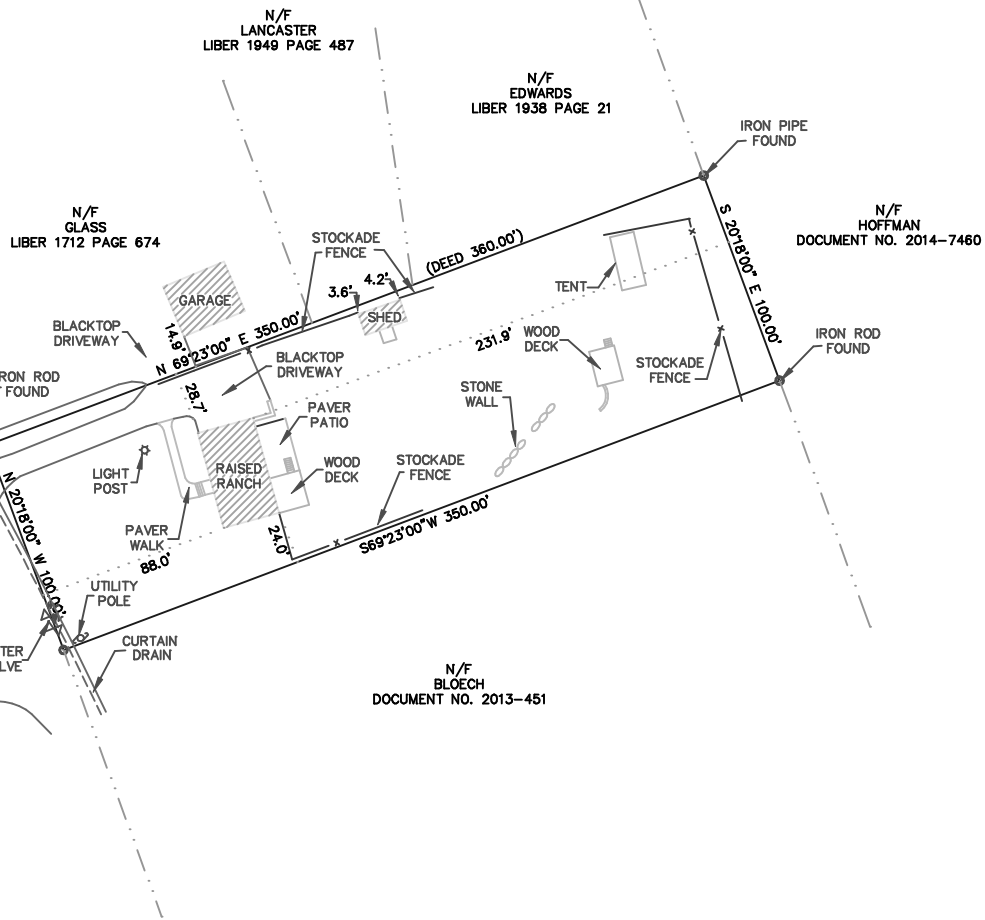 N/F
LANCASTER
LIBER 1949 PAGE 487
N/F
EDWARDS
LIBER 1938 PAGE 21
IRON PIPE
FOUND
N/F
GLASS
LIBER 1712 PAGE 674
N/F
HOFFMAN
DOCUMENT NO. 2014-7460
STOCKADE
FENCE
(DEED 360.00')
S 20°18'00" E 100.00'
GARAGE
4.2'
3.6'
TENT
SHED
BLACKTOP
DRIVEWAY
14.9'
N 69°23'00" E 350.00'
231.9'
WOOD
DECK
IRON ROD
FOUND
BLACKTOP
DRIVEWAY
STOCKADE
FENCE
IRON ROD
FOUND
28.7'
STONE
WALL
PAVER
PATIO
LIGHT
POST
RAISED
RANCH
WOOD
DECK
STOCKADE
FENCE
N 20°18'00" W 100.00'
PAVER
WALK
24.0'
S69°23'00"W 350.00'
88.0'
UTILITY
POLE
CURTAIN
DRAIN
TER
LVE
N/F
BLOECH
DOCUMENT NO. 2013-451